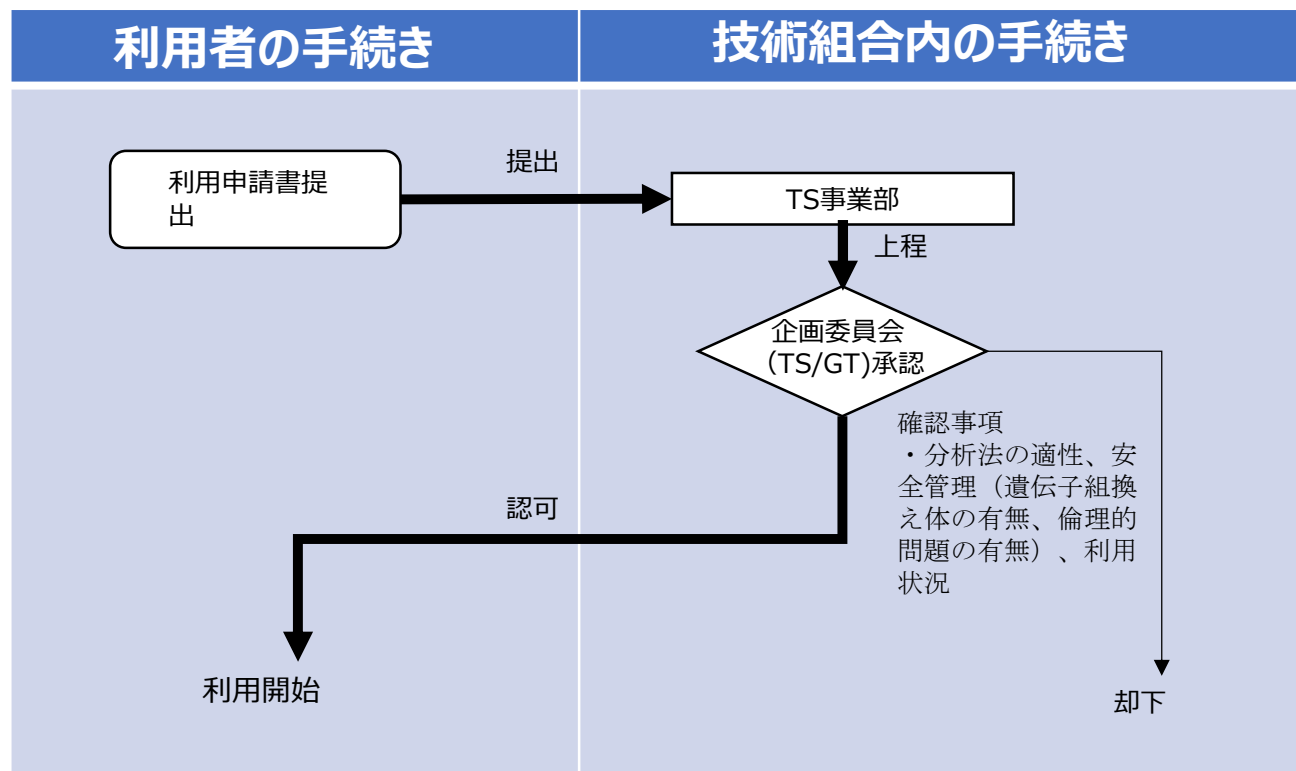 利用者の手続き
技術組合内の手続き
利用申請書提
出
提出
TS事業部
上程
企画委員会
(TS/GT)承認
確認事項
・分析法の適性、安
全管理（遺伝子組換
え体の有無、倫理的
問題の有無）、利用
状況
認可
利用開始
却下